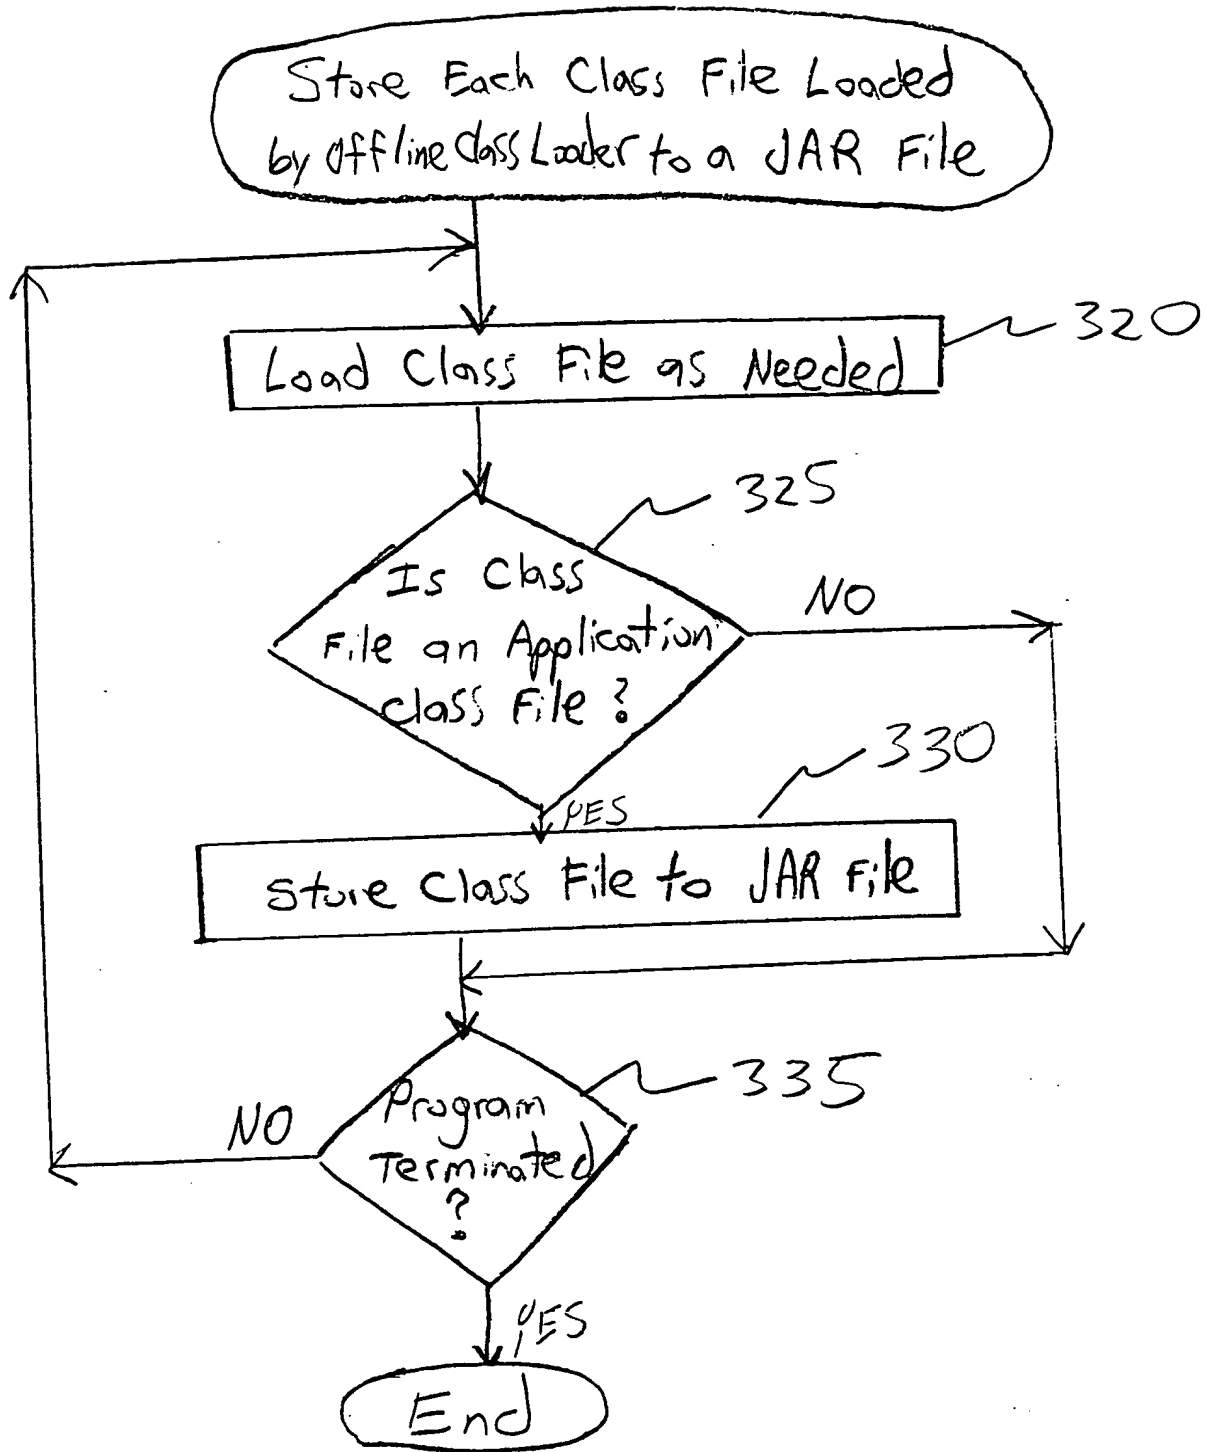 Store Each Class File Loaded
by Offline Class Loader to a JAR File
Load Class File as Needed
320
325
Is Class
File an Application
Class File ?
NO
330
YES
Store Class File to JAR File
335
Program
Terminated
?
NO
YES
End